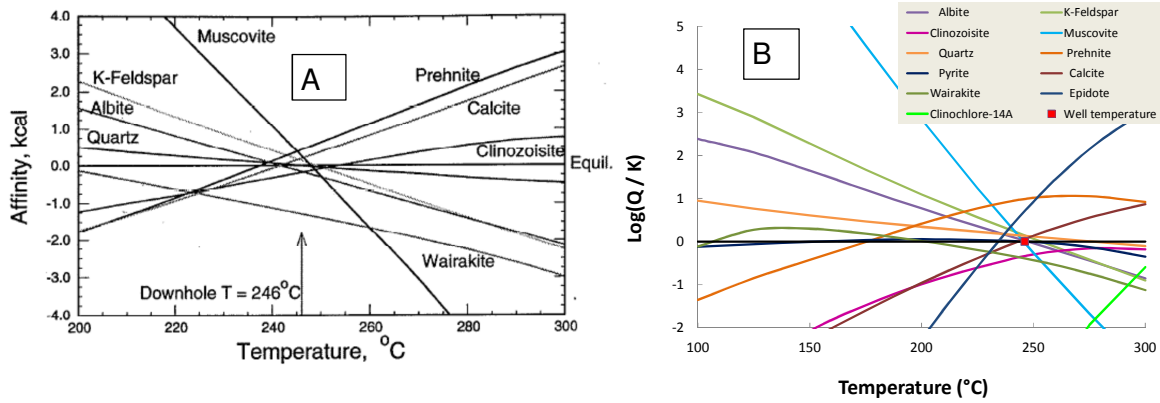 A
4.0
3.0
2.0
1.0
0.0
-1.0
-2.0
-3.0
-4.0
Affinity, kcal
Muscovite
K-Feldspar
Albite
Quartz
Prehnite
Calcite
Clinozoisite
Equil.
Wairakite
Downhole T = 246°C
200 220 240 260 280 300
Temperature, °C
B
5
4
3
2
1
0
-1
-2
Log(Q / K)
Albite K-Feldspar
Clinozoisite Muscovite
Quartz Prehnite
Pyrite Calcite
Wairakite Epidote
Clinochlore-14A Well temperature
100 150 200 250 300
Temperature (°C)